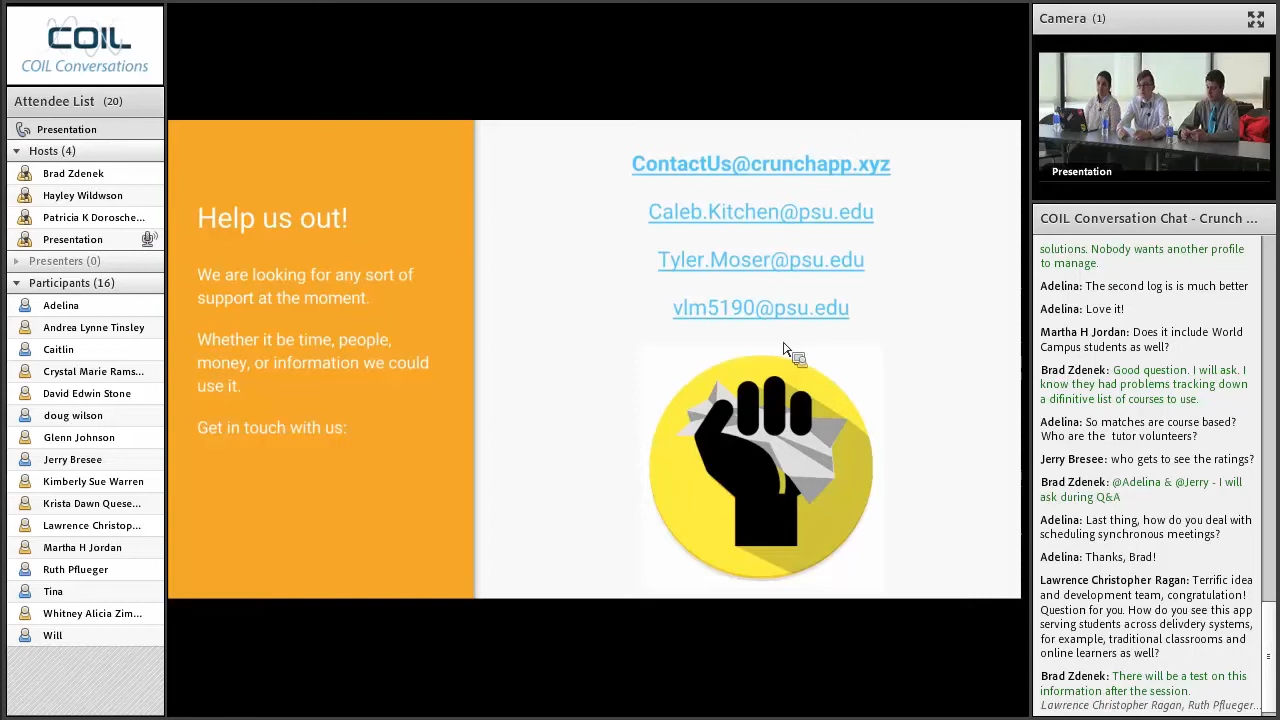 COIL
COIL Conversations
Attendee List (20)
Presentation
Hosts (4)
Brad Zdenek
Hayley Wildwson
Patricia K Dorosche...
Presentation
Presenters (0)
Participants (16)
Adelina
Andrea Lynne Tinsley
Caitlin
Crystal Marie Rams...
David Edwin Stone
doug wilson
Glenn Johnson
Jerry Bresee
Kimberly Sue Warren
Krista Dawn Quese...
Lawrence Christop...
Martha H Jordan
Ruth Pflueger
Tina
Whitney Alicia Zim...
Will
Help us out!
We are looking for any sort of
support at the moment.
Whether it be time, people,
money, or information we could
use it.
Get in touch with us:
ContactUs@crunchapp.xyz
Caleb.Kitchen@psu.edu
Tyler.Moser@psu.edu
vlm5190@psu.edu
Camera (1)
Presentation
COIL Conversation Chat - Crunch ...
solutions. Nobody wants another profile
to manage.
Adelina: The second log is is much better
Adelina: Love it!
Martha H Jordan: Does it include World
Campus students as well?
Brad Zdenek: Good question. I will ask. I
know they had problems tracking down
a difinitive list of courses to use.
Adelina: So matches are course based?
Who are the tutor volunteers?
Jerry Bresee: who gets to see the ratings?
Brad Zdenek: @Adelina & @Jerry - I will
ask during Q&A
Adelina: Last thing, how do you deal with
scheduling synchronous meetings?
Adelina: Thanks, Brad!
Lawrence Christopher Ragan: Terrific idea
and development team, congratulation!
Question for you. How do you see this app
serving students across delivdery systems,
for example, traditional classrooms and
online learners as well?
Brad Zdenek: There will be a test on this
information after the session.
Lawrence Christopher Ragan, Ruth Pflueger...